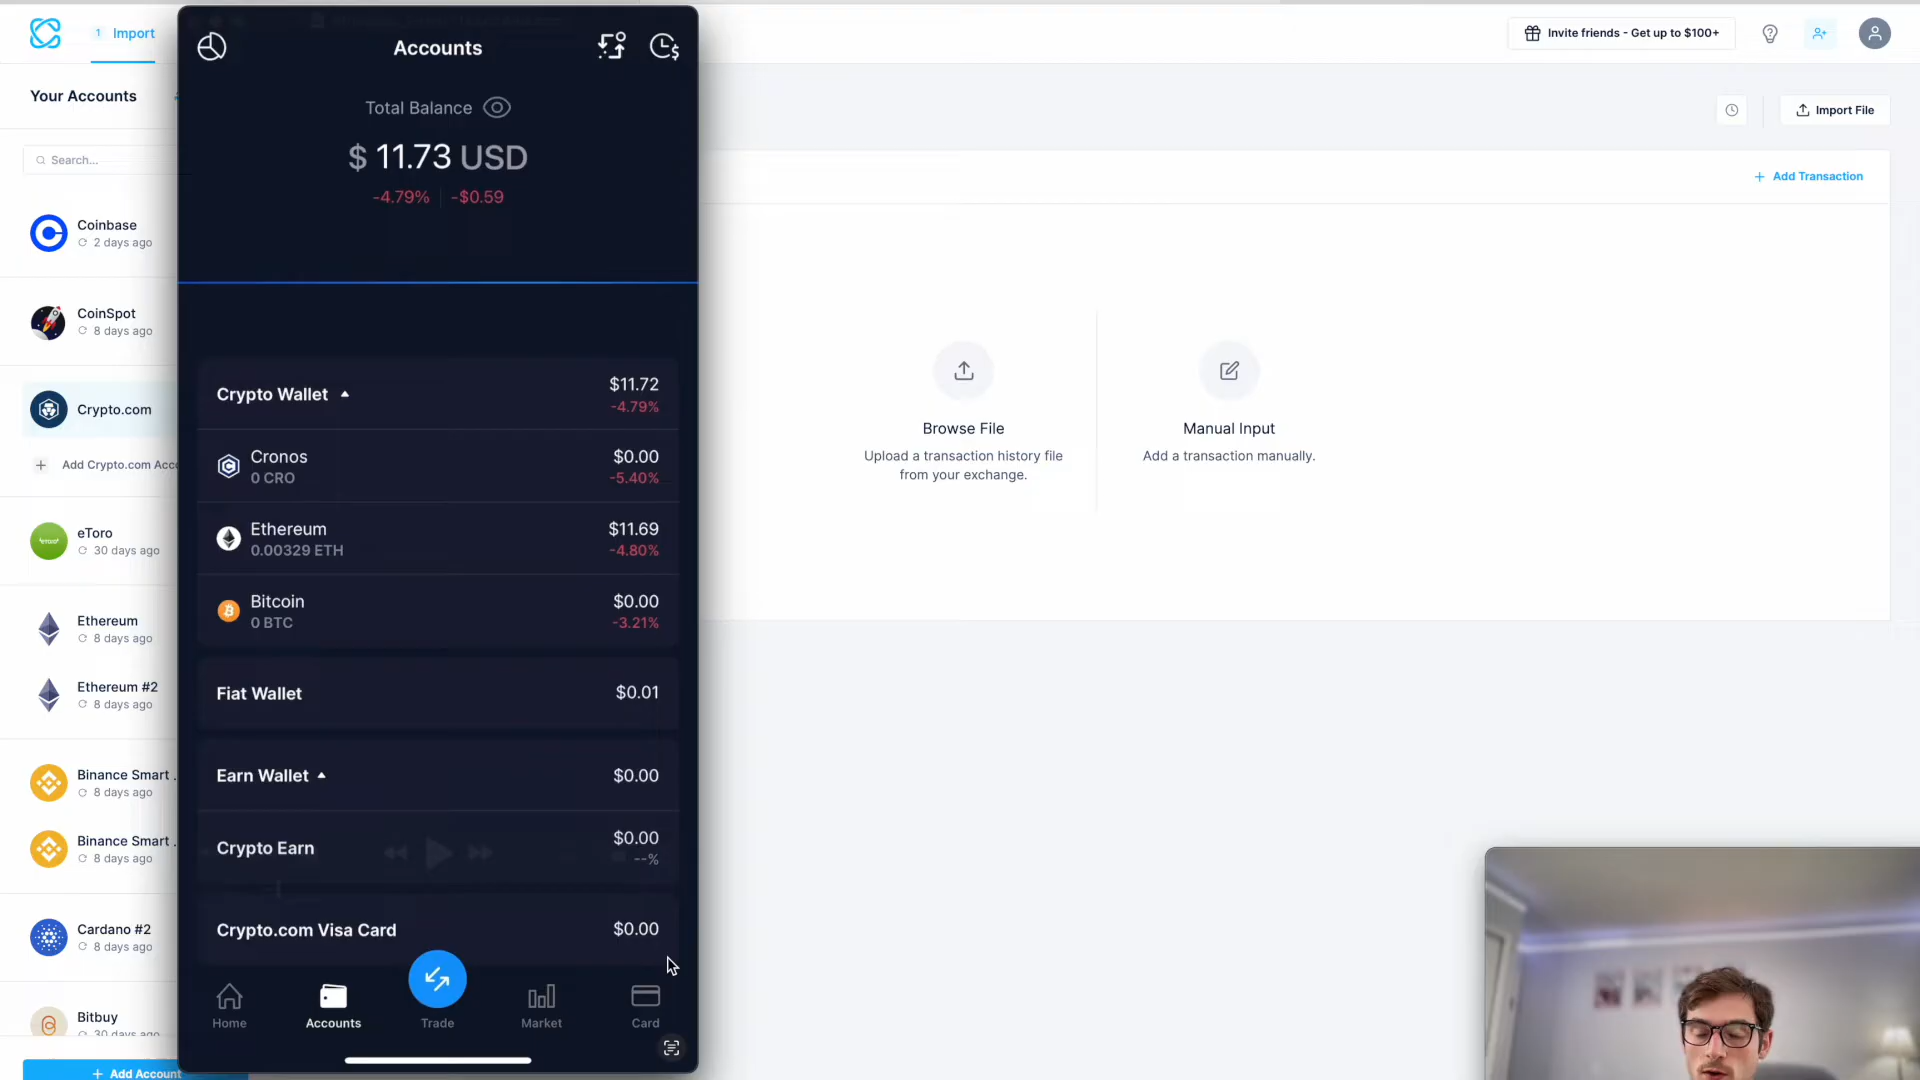 1 Import
Your Accounts
Search...
Coinbase
2 days ago
CoinSpot
8 days ago
Crypto.com
Add Crypto.com Acco
eToro
30 days ago
Ethereum
8 days ago
Ethereum #2
8 days ago
Binance Smart .
8 days ago
Binance Smart .
8 days ago
Cardano #2
8 days ago
Bitbuy
30 days ago
+ Add Account
Accounts
Total Balance
$ 11.73 USD
-4.79% -$0.59
Crypto Wallet
$11.72
-4.79%
Cronos
0 CRO
$0.00
-5.40%
Ethereum
0.00329 ETH
$11.69
-4.80%
Bitcoin
0 BTC
$0.00
-3.21%
Fiat Wallet
$0.01
Earn Wallet
$0.00
Crypto Earn
$0.00
--%
Crypto.com Visa Card
$0.00
Home
Accounts
Trade
Market
Card
Invite friends - Get up to $100+
Import File
+ Add Transaction
Browse File
Upload a transaction history file
from your exchange.
Manual Input
Add a transaction manually.